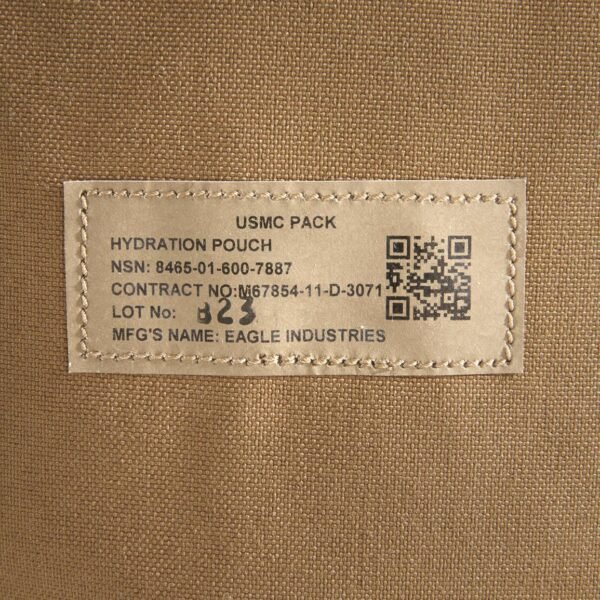 USMC PACK
HYDRATION POUCH
NSN: 8465-01-600-7887
CONTRACT NO:M67854-11-D-3071
LOT No: 323
MFG'S NAME: EAGLE INDUSTRIES